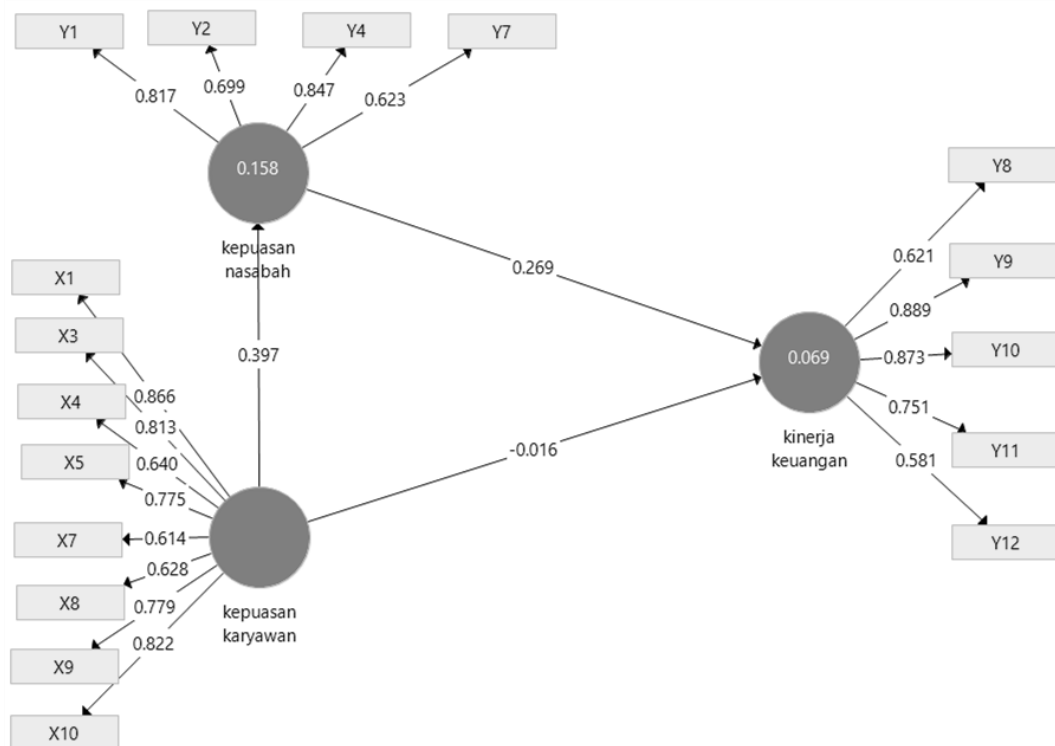 Y1
Y2
Y4
Y7
0.817
0.699
0.847
0.623
0.158
kepuasan
nasabah
Y8
Y9
Y10
Y11
Y12
0.621
0.889
0.873
0.751
0.581
0.069
kinerja
keuangan
0.269
0.397
-0.016
X1
X3
X4
X5
X7
X8
X9
X10
0.866
0.813
0.640
0.775
0.614
0.628
0.779
0.822
kepuasan
karyawan